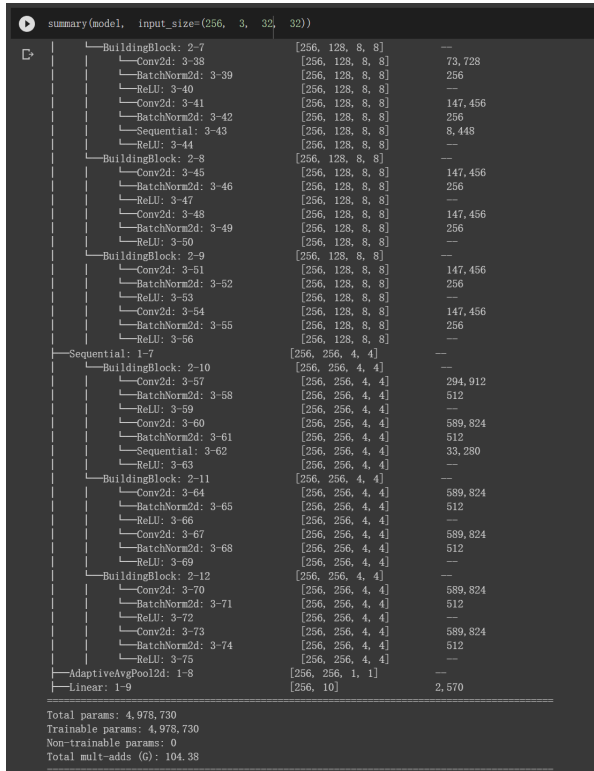 summary(model, input_size=(256, 3, 32, 32))
└─BuildingBlock: 2-7 [256, 128, 8, 8] --
└─Conv2d: 3-38 [256, 128, 8, 8] 73,728
└─BatchNorm2d: 3-39 [256, 128, 8, 8] 256
└─ReLU: 3-40 [256, 128, 8, 8] --
└─Conv2d: 3-41 [256, 128, 8, 8] 147,456
└─BatchNorm2d: 3-42 [256, 128, 8, 8] 256
└─Sequential: 3-43 [256, 128, 8, 8] 8,448
└─ReLU: 3-44 [256, 128, 8, 8] --
└─BuildingBlock: 2-8 [256, 128, 8, 8] --
└─Conv2d: 3-45 [256, 128, 8, 8] 147,456
└─BatchNorm2d: 3-46 [256, 128, 8, 8] 256
└─ReLU: 3-47 [256, 128, 8, 8] --
└─Conv2d: 3-48 [256, 128, 8, 8] 147,456
└─BatchNorm2d: 3-49 [256, 128, 8, 8] 256
└─ReLU: 3-50 [256, 128, 8, 8] --
└─BuildingBlock: 2-9 [256, 128, 8, 8] --
└─Conv2d: 3-51 [256, 128, 8, 8] 147,456
└─BatchNorm2d: 3-52 [256, 128, 8, 8] 256
└─ReLU: 3-53 [256, 128, 8, 8] --
└─Conv2d: 3-54 [256, 128, 8, 8] 147,456
└─BatchNorm2d: 3-55 [256, 128, 8, 8] 256
└─ReLU: 3-56 [256, 128, 8, 8] --
├─Sequential: 1-7 [256, 256, 4, 4] --
└─BuildingBlock: 2-10 [256, 256, 4, 4] --
└─Conv2d: 3-57 [256, 256, 4, 4] 294,912
└─BatchNorm2d: 3-58 [256, 256, 4, 4] 512
└─ReLU: 3-59 [256, 256, 4, 4] --
└─Conv2d: 3-60 [256, 256, 4, 4] 589,824
└─BatchNorm2d: 3-61 [256, 256, 4, 4] 512
└─Sequential: 3-62 [256, 256, 4, 4] 33,280
└─ReLU: 3-63 [256, 256, 4, 4] --
└─BuildingBlock: 2-11 [256, 256, 4, 4] --
└─Conv2d: 3-64 [256, 256, 4, 4] 589,824
└─BatchNorm2d: 3-65 [256, 256, 4, 4] 512
└─ReLU: 3-66 [256, 256, 4, 4] --
└─Conv2d: 3-67 [256, 256, 4, 4] 589,824
└─BatchNorm2d: 3-68 [256, 256, 4, 4] 512
└─ReLU: 3-69 [256, 256, 4, 4] --
└─BuildingBlock: 2-12 [256, 256, 4, 4] --
└─Conv2d: 3-70 [256, 256, 4, 4] 589,824
└─BatchNorm2d: 3-71 [256, 256, 4, 4] 512
└─ReLU: 3-72 [256, 256, 4, 4] --
└─Conv2d: 3-73 [256, 256, 4, 4] 589,824
└─BatchNorm2d: 3-74 [256, 256, 4, 4] 512
└─ReLU: 3-75 [256, 256, 4, 4] --
├─AdaptiveAvgPool2d: 1-8 [256, 256, 1, 1] --
├─Linear: 1-9 [256, 10] 2,570
Total params: 4,978,730
Trainable params: 4,978,730
Non-trainable params: 0
Total mult-adds (G): 104.38